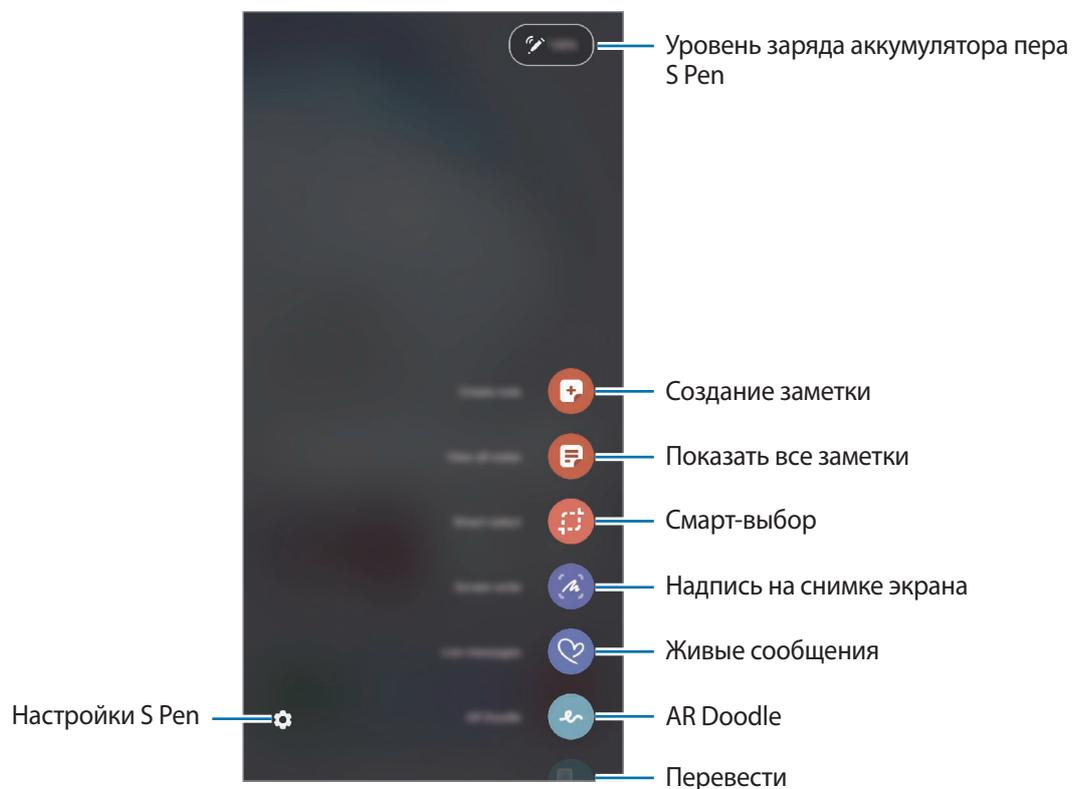 Уровень заряда аккумулятора пера
S Pen
Создание заметки
Показать все заметки
Смарт-выбор
Надпись на снимке экрана
Живые сообщения
Настройки S Pen
AR Doodle
Перевести